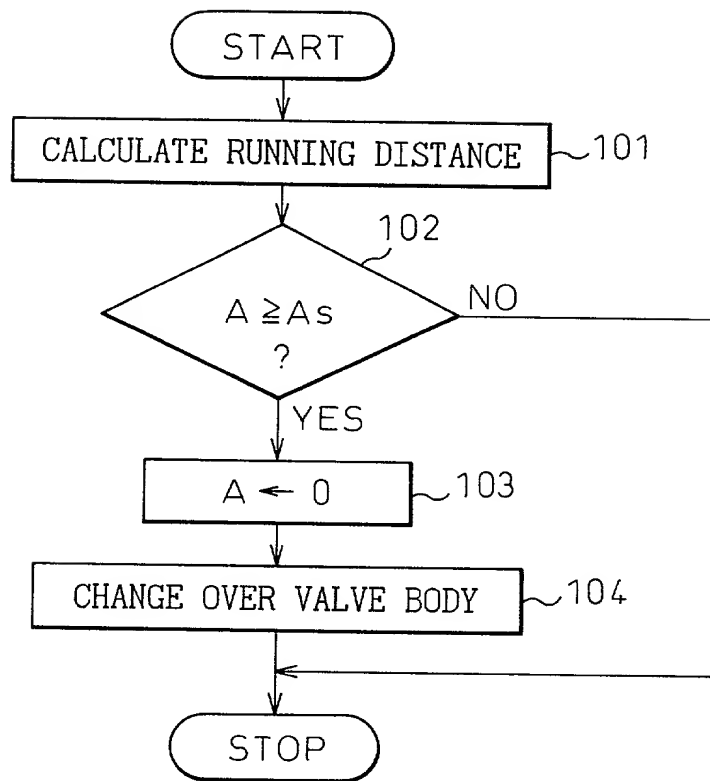 START
CALCULATE RUNNING DISTANCE
101
102
A ≧ As
?
NO
YES
A ← 0
103
CHANGE OVER VALVE BODY
104
STOP